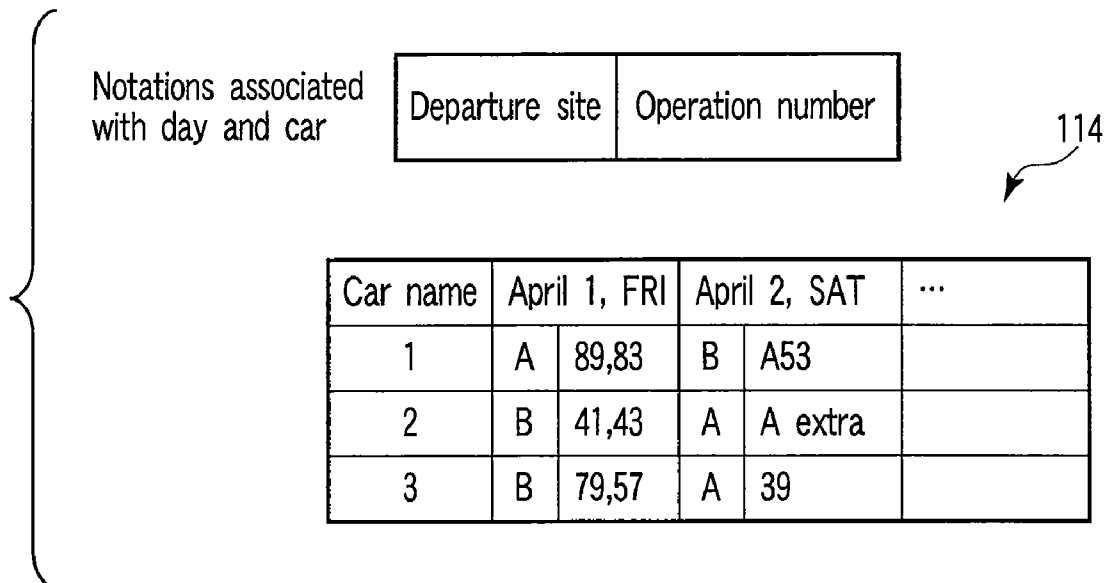 Notations associated
with day and car
Departure site Operation number
114
Car name April 1, FRI April 2, SAT ...
1 A 89,83 B A53
2 B 41,43 A A extra
3 B 79,57 A 39